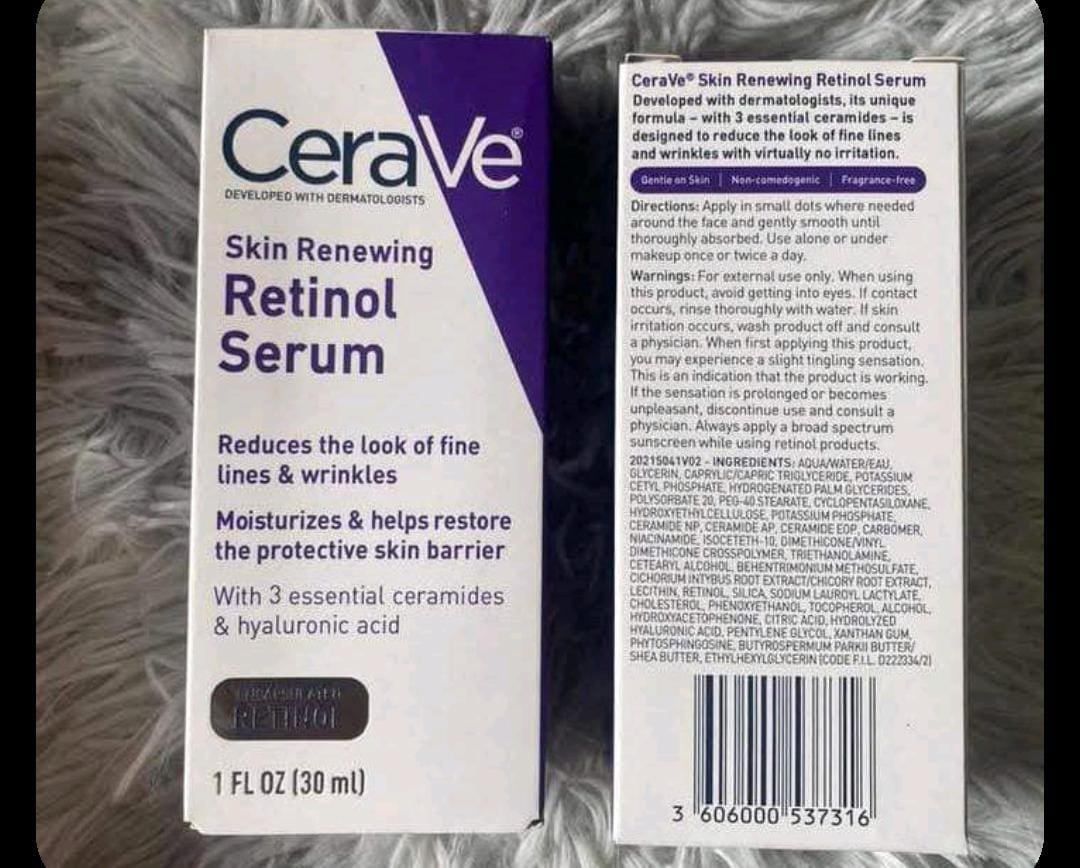 CeraVe®
DEVELOPED WITH DERMATOLOGISTS
Skin Renewing
Retinol
Serum
Reduces the look of fine
lines & wrinkles
Moisturizes & helps restore
the protective skin barrier
With 3 essential ceramides
& hyaluronic acid
ENCAPSULATED
RETINOL
1 FL OZ (30 ml)
CeraVe® Skin Renewing Retinol Serum
Developed with dermatologists, its unique
formula – with 3 essential ceramides – is
designed to reduce the look of fine lines
and wrinkles with virtually no irritation.
Gentle on Skin | Non-comedogenic | Fragrance-free
Directions: Apply in small dots where needed
around the face and gently smooth until
thoroughly absorbed. Use alone or under
makeup once or twice a day.
Warnings: For external use only. When using
this product, avoid getting into eyes. If contact
occurs, rinse thoroughly with water. If skin
irritation occurs, wash product off and consult
a physician. When first applying this product,
you may experience a slight tingling sensation.
This is an indication that the product is working.
If the sensation is prolonged or becomes
unpleasant, discontinue use and consult a
physician. Always apply a broad spectrum
sunscreen while using retinol products.
20215041V02 - INGREDIENTS: AQUA/WATER/EAU,
GLYCERIN, CAPRYLIC/CAPRIC TRIGLYCERIDE, POTASSIUM
CETYL PHOSPHATE, HYDROGENATED PALM GLYCERIDES,
POLYSORBATE 20, PEG-40 STEARATE, CYCLOPENTASILOXANE,
HYDROXYETHYLCELLULOSE, POTASSIUM PHOSPHATE,
CERAMIDE NP, CERAMIDE AP, CERAMIDE EOP, CARBOMER,
NIACINAMIDE, ISOCETETH-10, DIMETHICONE/VINYL
DIMETHICONE CROSSPOLYMER, TRIETHANOLAMINE,
CETEARYL ALCOHOL, BEHENTRIMONIUM METHOSULFATE,
CICHORIUM INTYBUS ROOT EXTRACT/CHICORY ROOT EXTRACT,
LECITHIN, RETINOL, SILICA, SODIUM LAUROYL LACTYLATE,
CHOLESTEROL, PHENOXYETHANOL, TOCOPHEROL, ALCOHOL,
HYDROXYACETOPHENONE, CITRIC ACID, HYDROLYZED
HYALURONIC ACID, PENTYLENE GLYCOL, XANTHAN GUM,
PHYTOSPHINGOSINE, BUTYROSPERMUM PARKII BUTTER/
SHEA BUTTER, ETHYLHEXYLGLYCERIN (CODE F.I.L. D222334/2)
3 606000 537316